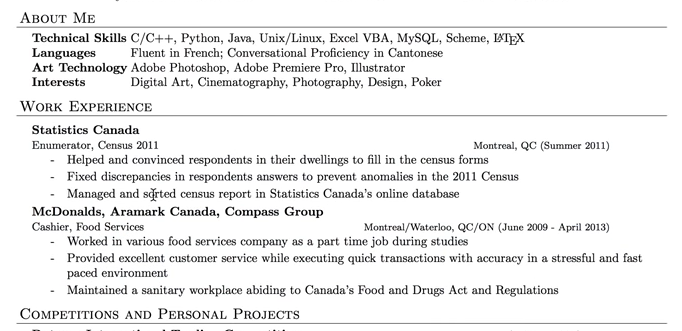 About Me
Technical Skills C/C++, Python, Java, Unix/Linux, Excel VBA, MySQL, Scheme, LATEX
Languages Fluent in French; Conversational Proficiency in Cantonese
Art Technology Adobe Photoshop, Adobe Premiere Pro, Illustrator
Interests Digital Art, Cinematography, Photography, Design, Poker
Work Experience
Statistics Canada
Enumerator, Census 2011 Montreal, QC (Summer 2011)
- Helped and convinced respondents in their dwellings to fill in the census forms
- Fixed discrepancies in respondents answers to prevent anomalies in the 2011 Census
- Managed and sorted census report in Statistics Canada's online database
McDonalds, Aramark Canada, Compass Group
Cashier, Food Services Montreal/Waterloo, QC/ON (June 2009 - April 2013)
- Worked in various food services company as a part time job during studies
- Provided excellent customer service while executing quick transactions with accuracy in a stressful and fast
paced environment
- Maintained a sanitary workplace abiding to Canada's Food and Drugs Act and Regulations
Competitions and Personal Projects